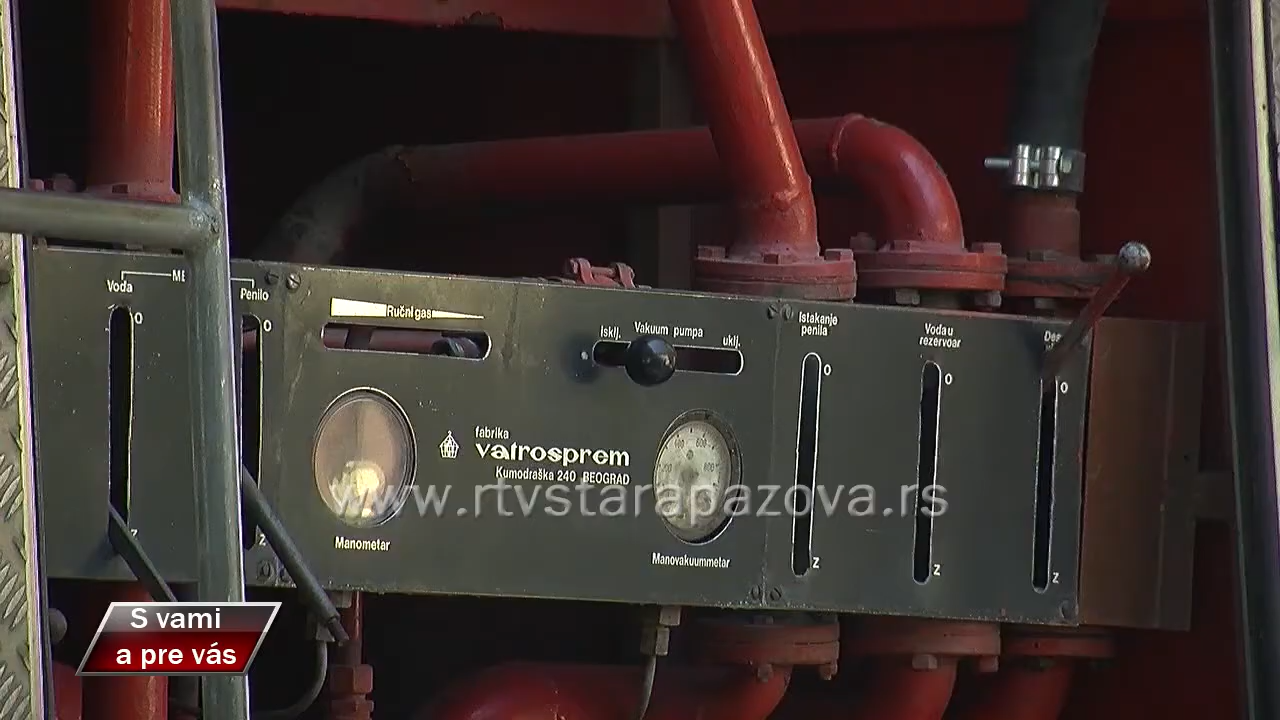 Voda
O
Penilo
O
Z
Ručni gas
Isklj.
Vakuum pumpa
uklj.
fabrika
vatrosprem
Kumodraška 240 BEOGRAD
Manometar
Manovakuummetar
Istakanje
penila
O
Z
Voda u
rezervoar
O
Z
O
Z
www.rtvstarapazova.rs
S vami
a pre vás